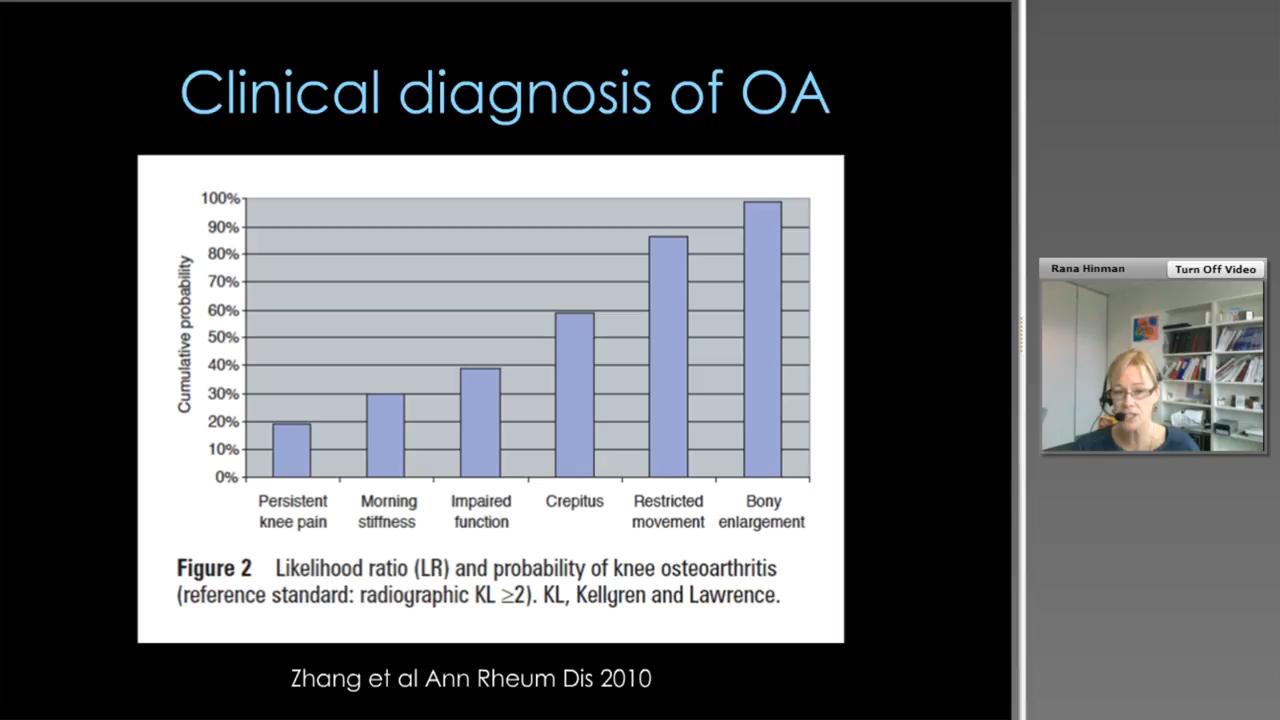 Clinical diagnosis of OA
100%
90%
80%
70%
60%
50%
40%
30%
20%
10%
0%
Cumulative probability
Persistent
knee pain
Morning
stiffness
Impaired
function
Crepitus
Restricted
movement
Bony
enlargement
Figure 2 Likelihood ratio (LR) and probability of knee osteoarthritis
(reference standard: radiographic KL ≥2). KL, Kellgren and Lawrence.
Zhang et al Ann Rheum Dis 2010
Rana Hinman
Turn Off Video